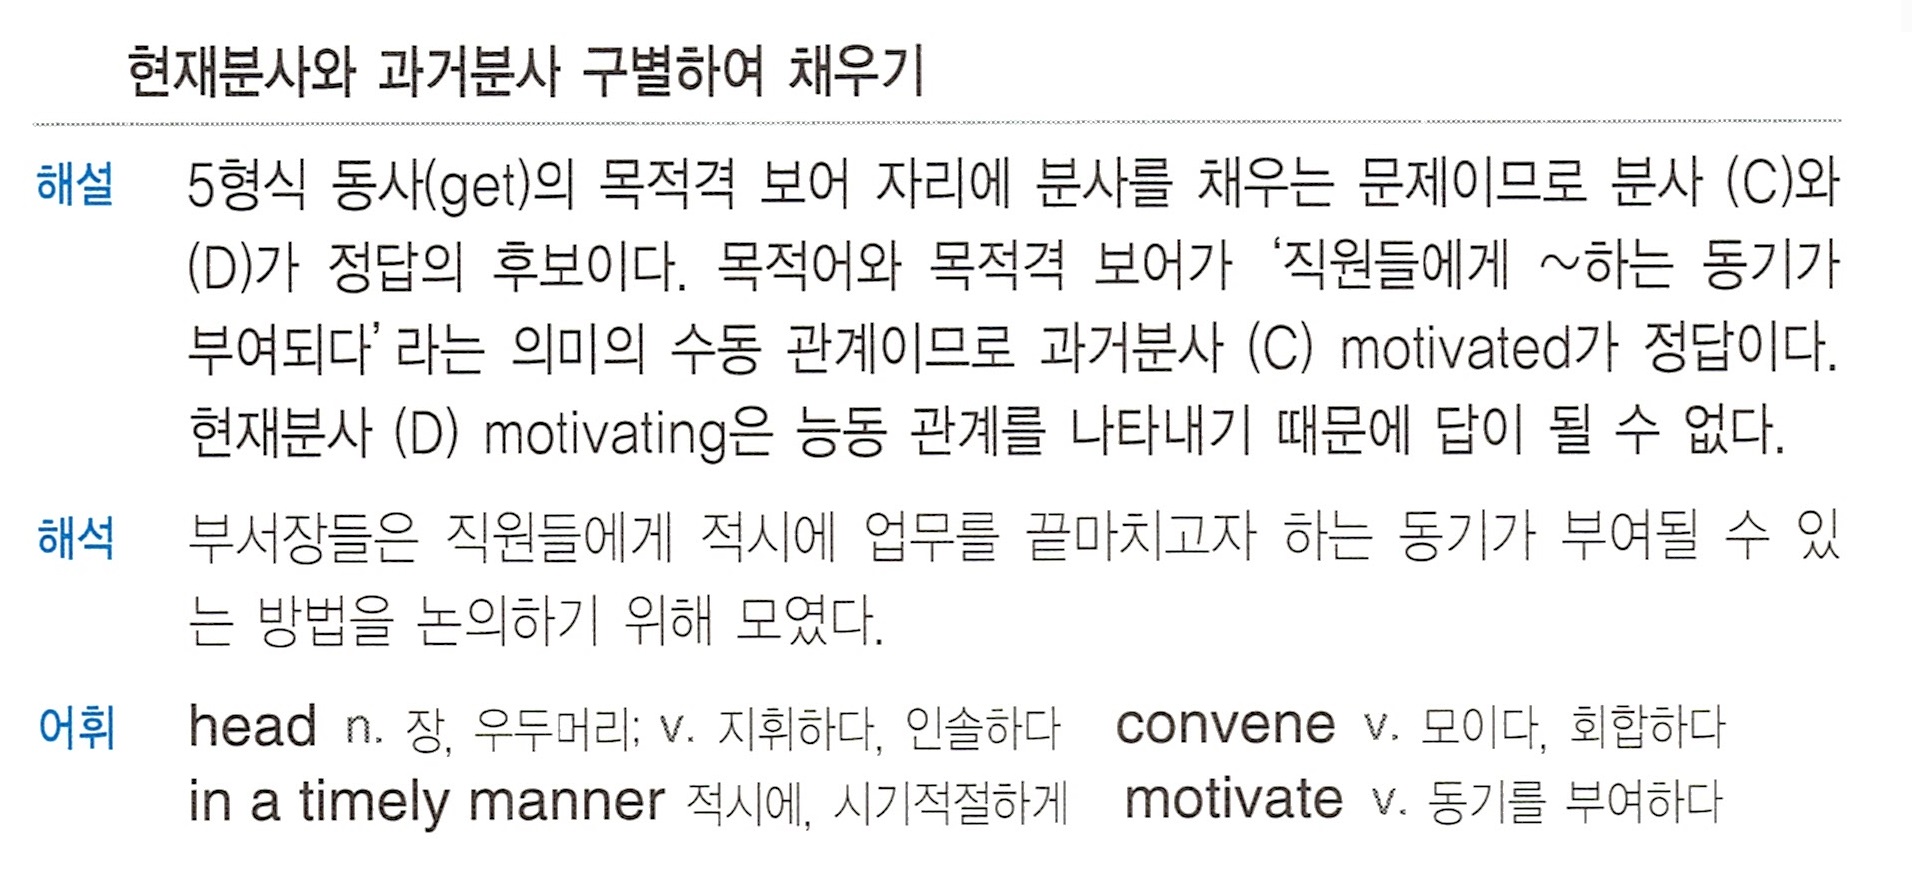 현재분사와 과거분사 구별하여 채우기
해설 5형식 동사(get)의 목적격 보어 자리에 분사를 채우는 문제이므로 분사 (C)와
(D)가 정답의 후보이다. 목적어와 목적격 보어가 ‘직원들에게 ~하는 동기가
부여되다’라는 의미의 수동 관계이므로 과거분사 (C) motivated가 정답이다.
현재분사 (D) motivating은 능동 관계를 나타내기 때문에 답이 될 수 없다.
해석 부서장들은 직원들에게 적시에 업무를 끝마치고자 하는 동기가 부여될 수 있
는 방법을 논의하기 위해 모였다.
어휘 head n. 장, 우두머리; v. 지휘하다, 인솔하다 convene v. 모이다, 회합하다
in a timely manner 적시에, 시기적절하게 motivate v. 동기를 부여하다